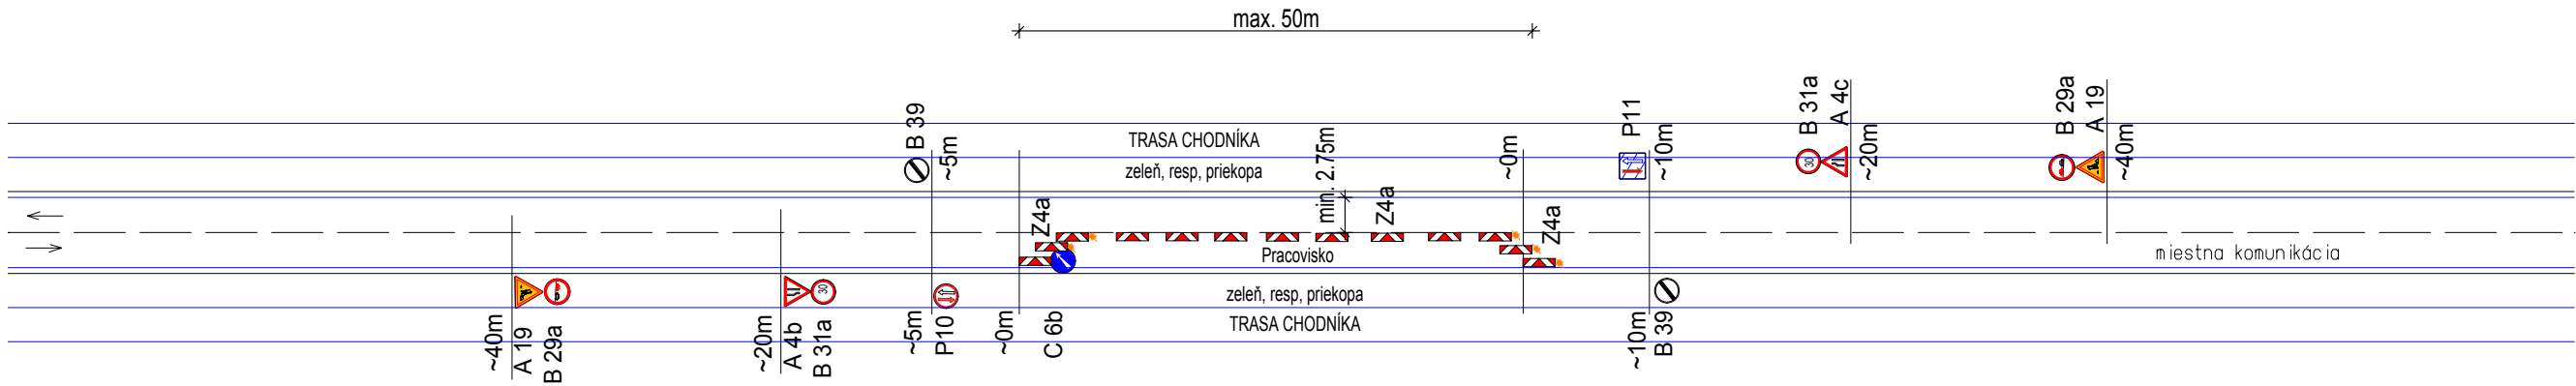 max. 50m
B 39
~5m
TRASA CHODNÍKA
zeleň, resp, priekopa
min. 2.75m
~0m
P11
~10m
B 31a
A 4c
~20m
30
B 29a
A 19
~40m
Z4a
Z4a
Z4a
Pracovisko
miestna komunikácia
zeleň, resp, priekopa
TRASA CHODNÍKA
~40m
A 19
B 29a
~20m
A 4b
B 31a
30
~5m
P10
~0m
C 6b
~10m
B 39